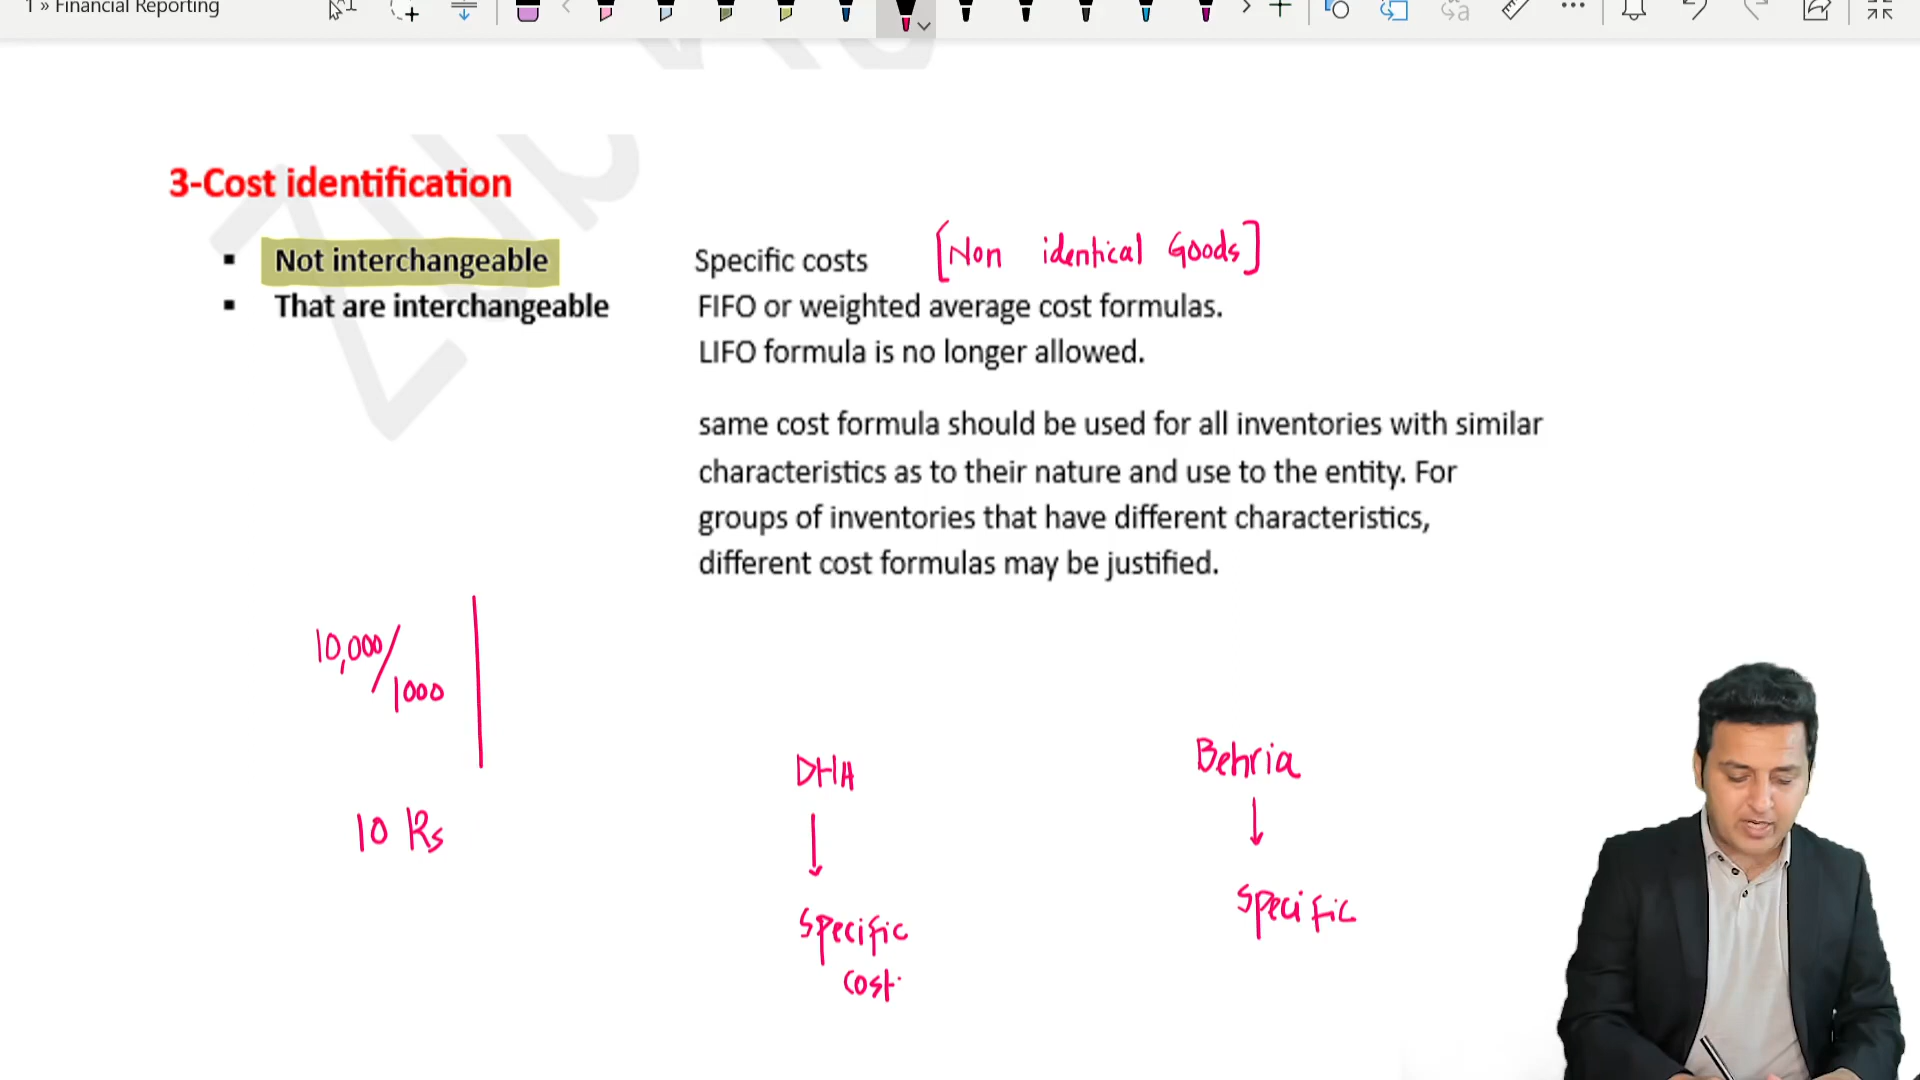 1 » Financial Reporting
3-Cost identification
▪ Not interchangeable Specific costs [Non identical Goods]
▪ That are interchangeable FIFO or weighted average cost formulas.
LIFO formula is no longer allowed.
same cost formula should be used for all inventories with similar
characteristics as to their nature and use to the entity. For
groups of inventories that have different characteristics,
different cost formulas may be justified.
10,000/
1000
10 Rs
DHA
Specific
cost
Behria
Specific